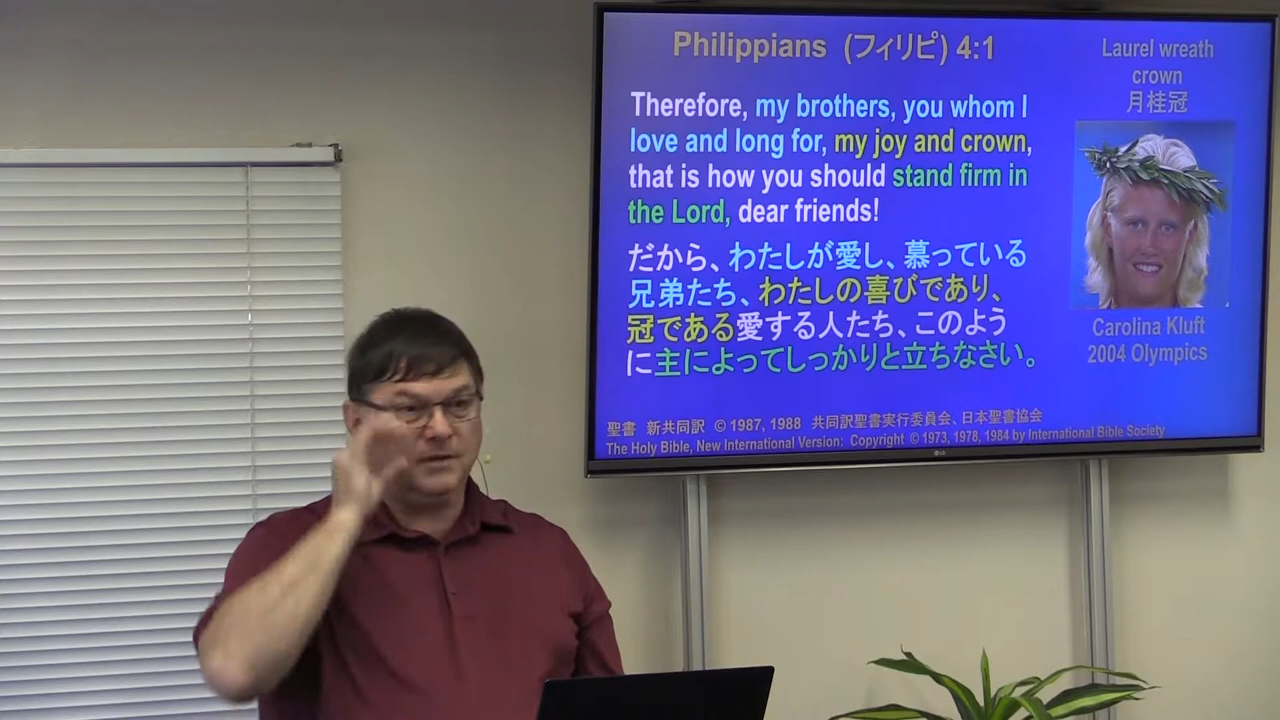 Philippians (フィリピ) 4:1
Therefore, my brothers, you whom I
love and long for, my joy and crown,
that is how you should stand firm in
the Lord, dear friends!
だから、わたしが愛し、慕っている
兄弟たち、わたしの喜びであり、
冠である愛する人たち、このよう
に主によってしっかりと立ちなさい。
Laurel wreath
crown
月桂冠
Carolina Kluft
2004 Olympics
聖書 新共同訳 © 1987, 1988 共同訳聖書実行委員会、日本聖書協会
The Holy Bible, New International Version: Copyright © 1973, 1978, 1984 by International Bible Society
LG